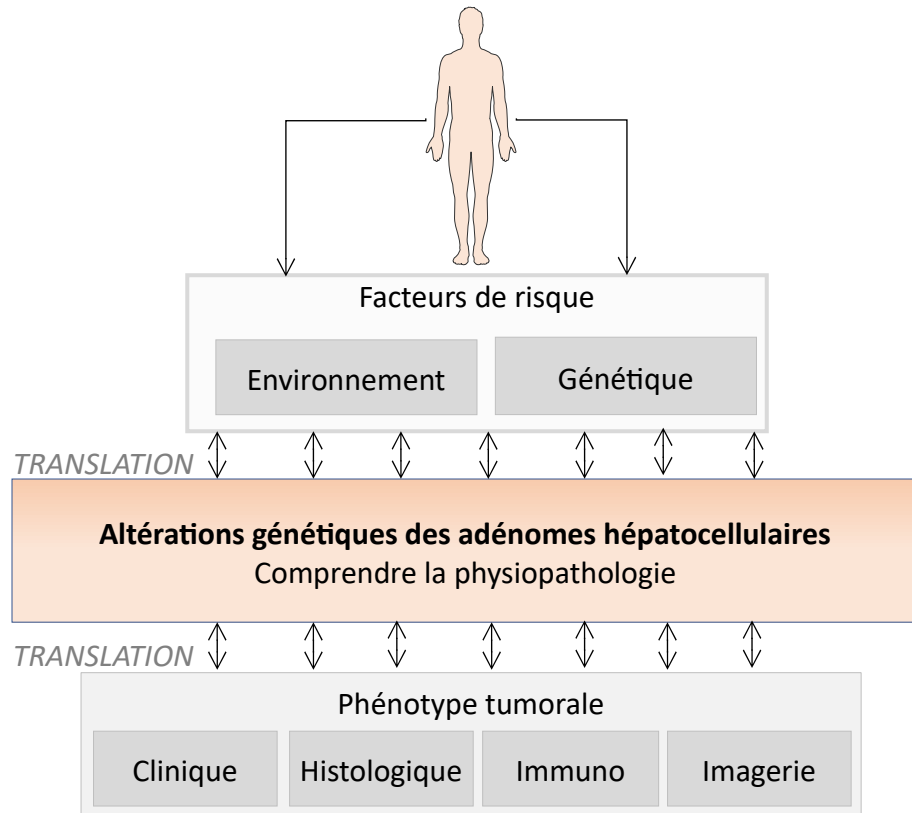 Facteurs de risque
Environnement
Génétique
TRANSLATION
Altérations génétiques des adénomes hépatocellulaires
Comprendre la physiopathologie
TRANSLATION
Phénotype tumorale
Clinique
Histologique
Immuno
Imagerie